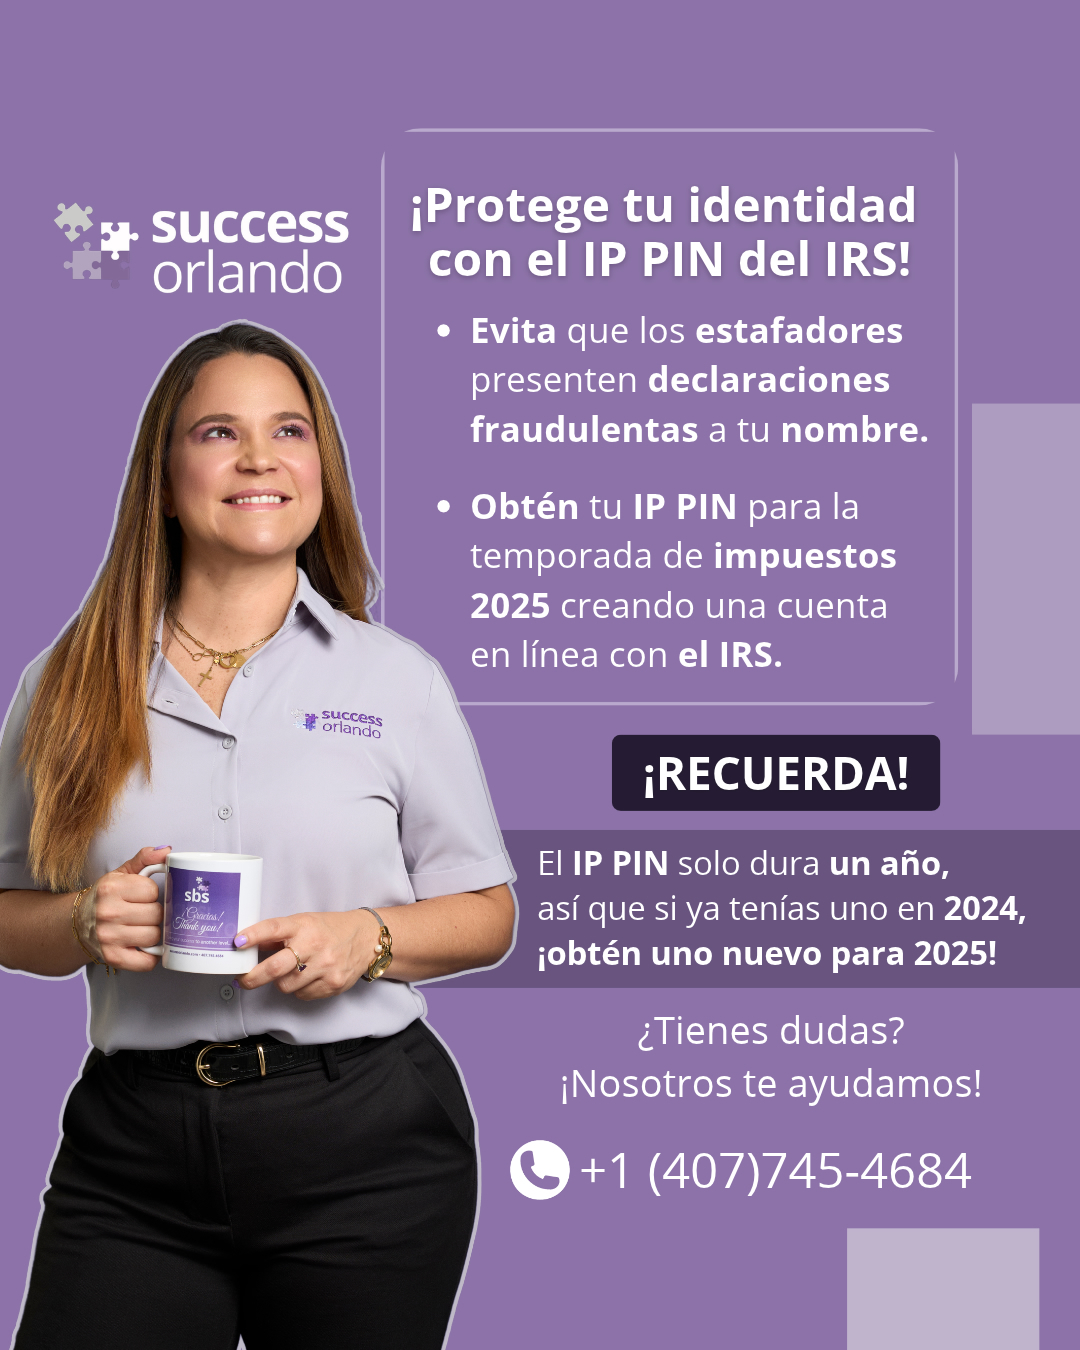 success
orlando
¡Protege tu identidad
con el IP PIN del IRS!
• Evita que los estafadores
presenten declaraciones
fraudulentas a tu nombre.
• Obtén tu IP PIN para la
temporada de impuestos
2025 creando una cuenta
en línea con el IRS.
success
orlando
¡RECUERDA!
El IP PIN solo dura un año,
así que si ya tenías uno en 2024,
¡obtén uno nuevo para 2025!
sbs
¡Gracias!
Thank you!
¿Tienes dudas?
¡Nosotros te ayudamos!
+1 (407)745-4684